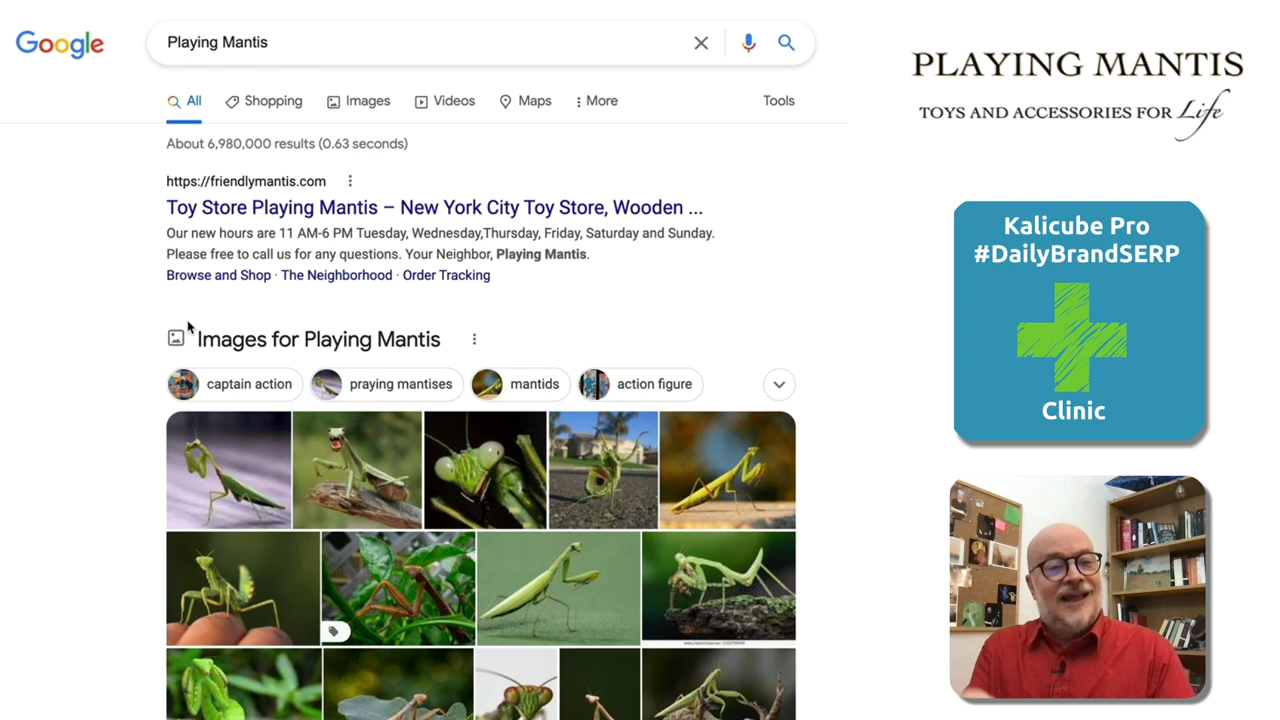 Google
Playing Mantis
All
Shopping
Images
Videos
Maps
More
Tools
About 6,980,000 results (0.63 seconds)
https://friendlymantis.com
Toy Store Playing Mantis – New York City Toy Store, Wooden ...
Our new hours are 11 AM-6 PM Tuesday, Wednesday,Thursday, Friday, Saturday and Sunday.
Please free to call us for any questions. Your Neighbor, Playing Mantis.
Browse and Shop · The Neighborhood · Order Tracking
Images for Playing Mantis
captain action
praying mantises
mantids
action figure
PLAYING MANTIS
TOYS AND ACCESSORIES FOR Life
Kalicube Pro
#DailyBrandSERP
Clinic